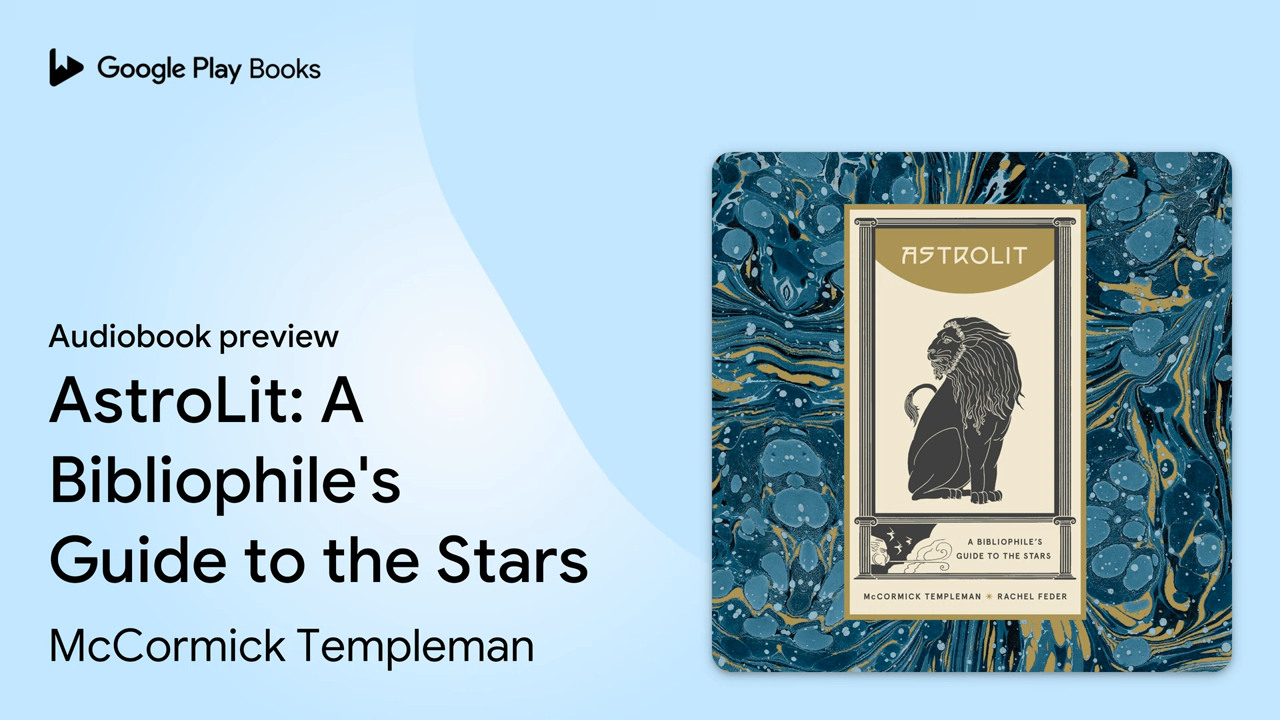 Google Play Books
Audiobook preview
AstroLit: A
Bibliophile's
Guide to the Stars
McCormick Templeman
ASTROLIT
A BIBLIOPHILE'S
GUIDE TO THE STARS
McCORMICK TEMPLEMAN ✴ RACHEL FEDER